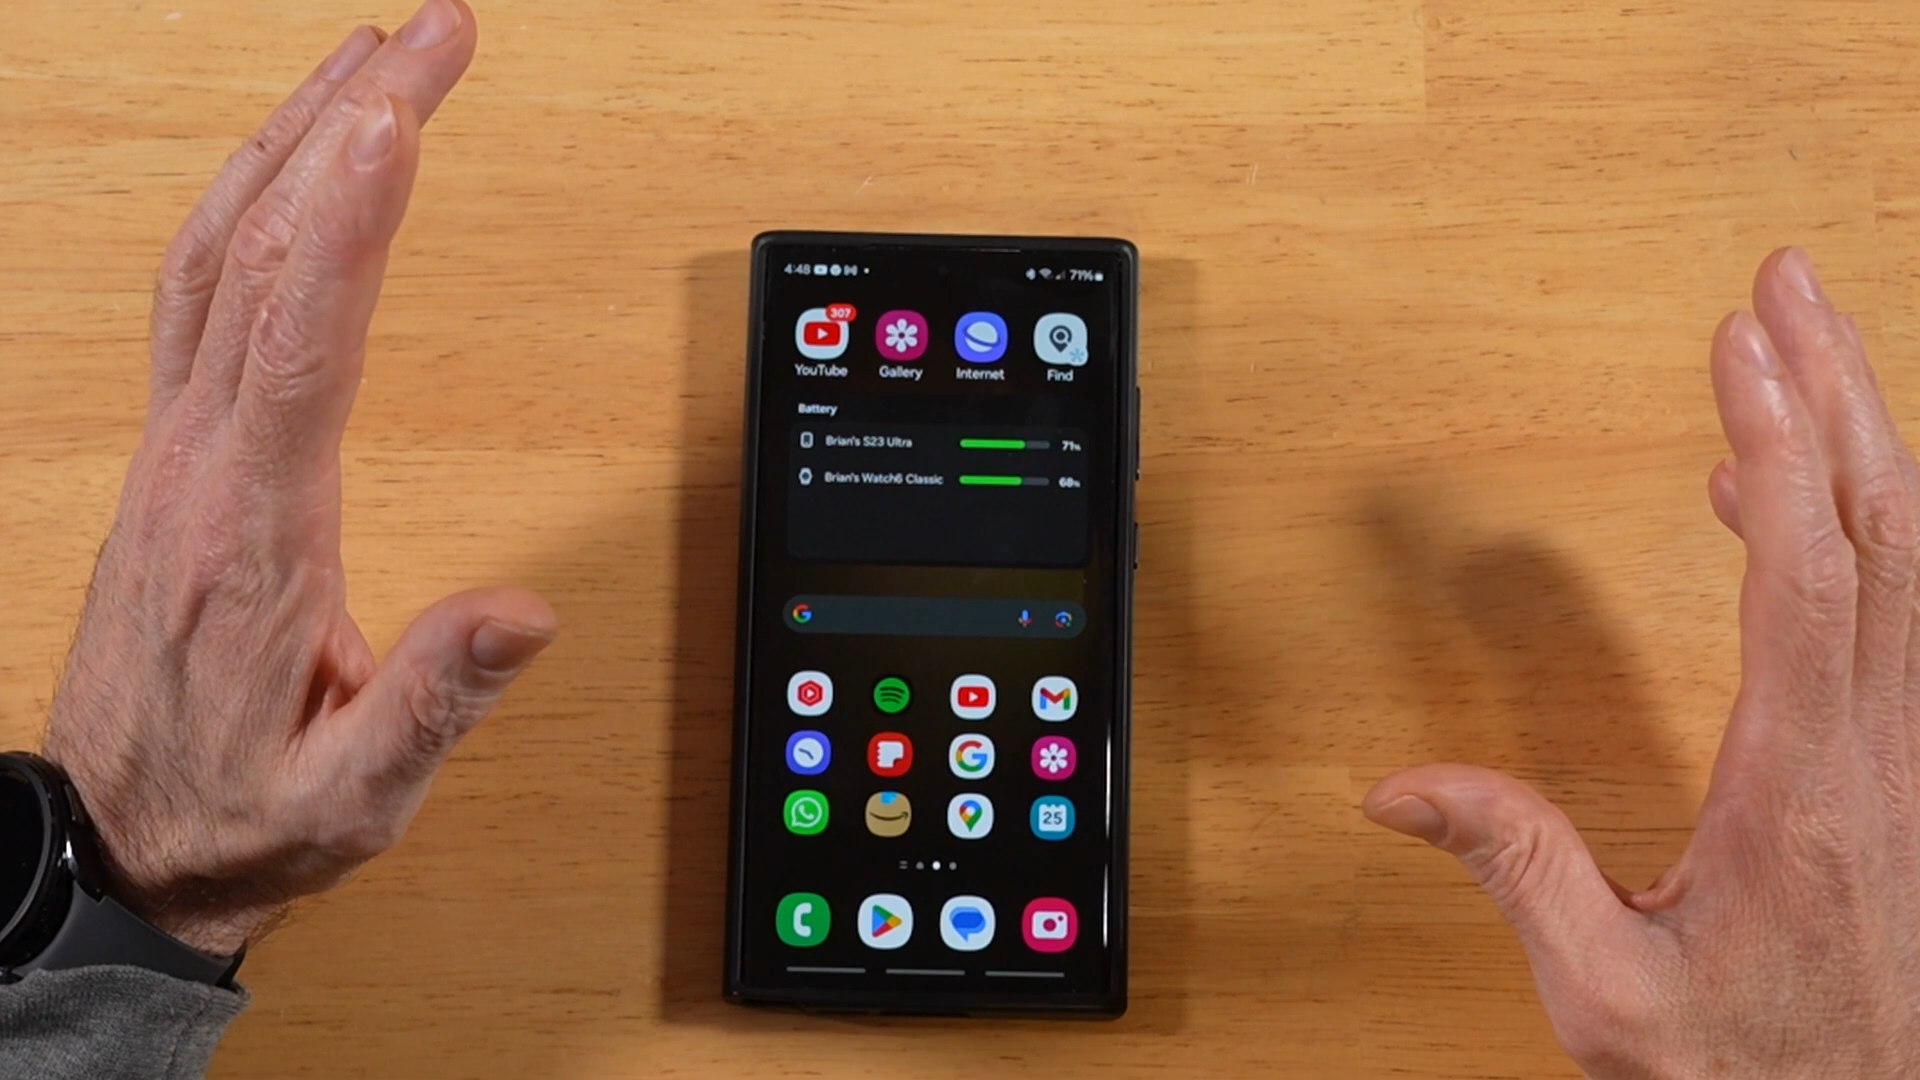 4:48
71%
307
YouTube Gallery Internet Find
Battery
Brian's S23 Ultra 71%
Brian's Watch6 Classic 68%
25